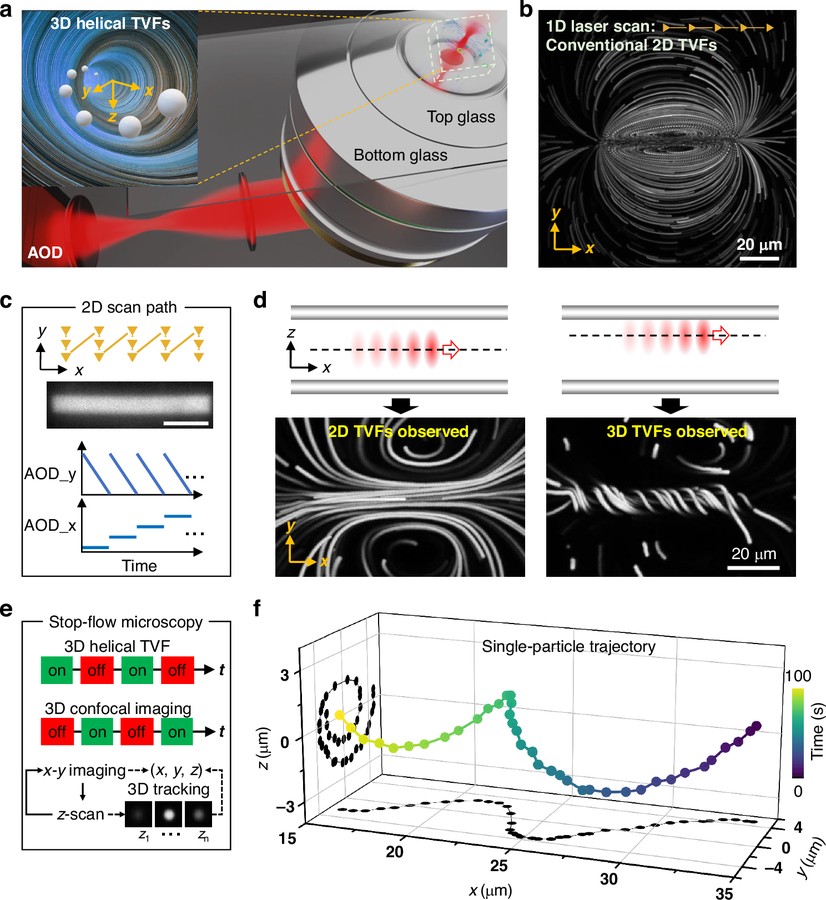 a
3D helical TVFs
y
x
z
Top glass
Bottom glass
AOD
b
1D laser scan:
Conventional 2D TVFs
y
x
20 μm
c
2D scan path
y
x
AOD_y
AOD_x
Time
d
z
x
2D TVFs observed
3D TVFs observed
y
x
20 μm
e
Stop-flow microscopy
3D helical TVF
on off on off t
3D confocal imaging
off on off on t
x-y imaging (x, y, z)
3D tracking
z-scan
z1 zn
f
Single-particle trajectory
3
0
−3
z (μm)
15
20
25
30
35
x (μm)
4
0
−4
y (μm)
100
0
Time (s)